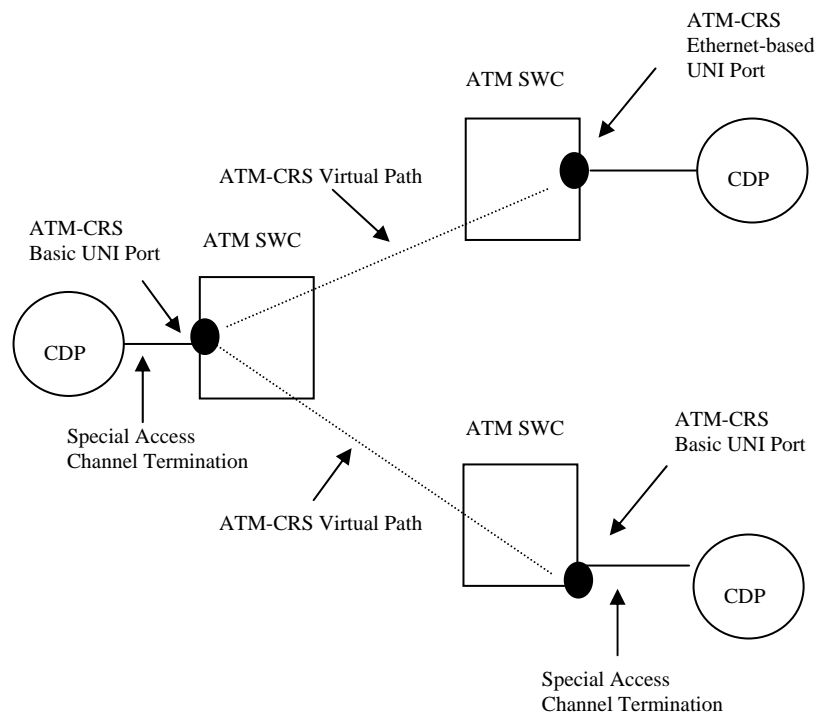 ATM-CRS
Ethernet-based
UNI Port
ATM SWC
CDP
ATM-CRS Virtual Path
ATM-CRS
Basic UNI Port
ATM SWC
CDP
Special Access
Channel Termination
ATM-CRS Virtual Path
ATM SWC
ATM-CRS
Basic UNI Port
CDP
Special Access
Channel Termination